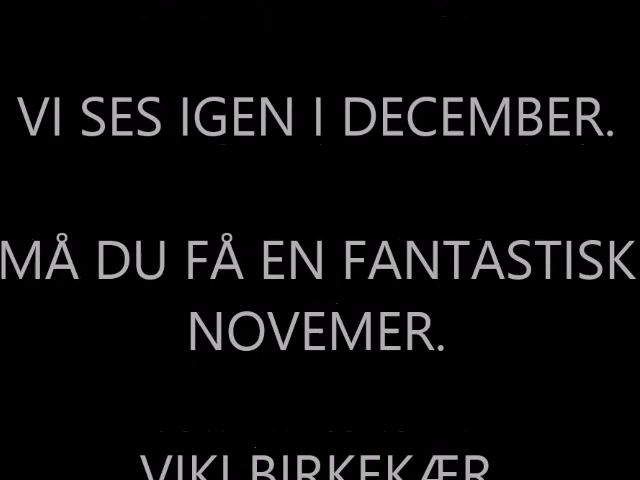 VI SES IGEN I DECEMBER.
MÅ DU FÅ EN FANTASTISK
NOVEMER.
VIKI BIRKEKÆR